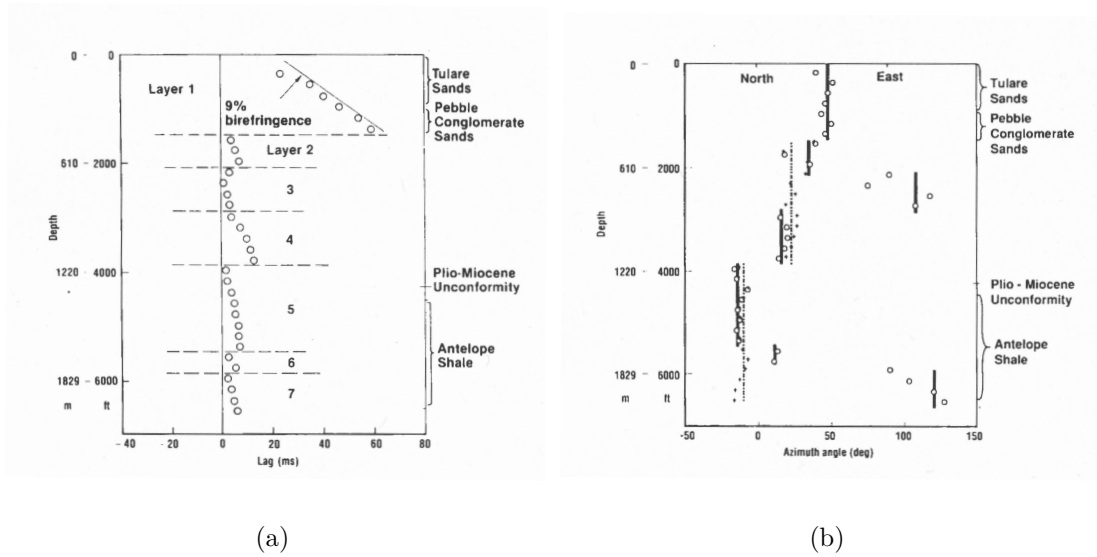 0 - 0
Layer 1
9%
birefringence
Tulare
Sands
Pebble
Conglomerate
Sands
Layer 2
610 - 2000
3
4
Depth
1220 - 4000
Plio-Miocene
Unconformity
5
Antelope
Shale
6
1829 - 6000
7
m ft
-40 -20 0 20 40 60 80
Lag (ms)
(a)
0 - 0
North East
Tulare
Sands
Pebble
Conglomerate
Sands
610 - 2000
Depth
1220 - 4000
Plio - Miocene
Unconformity
Antelope
Shale
1829 - 6000
m ft
-50 0 50 100 150
Azimuth angle (deg)
(b)